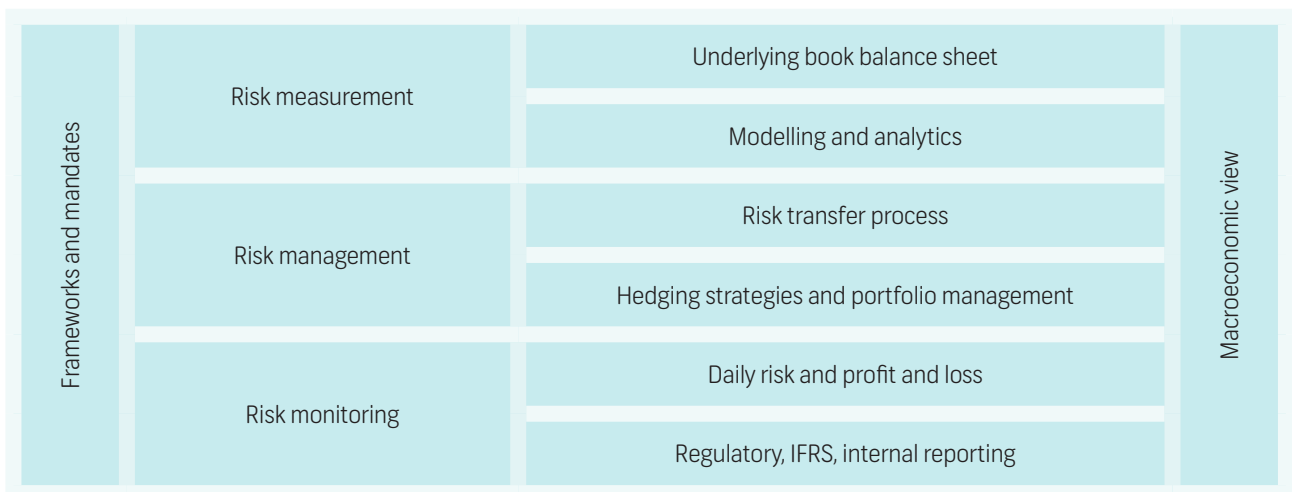 Frameworks and mandates
Risk measurement
Underlying book balance sheet
Modelling and analytics
Risk management
Risk transfer process
Hedging strategies and portfolio management
Risk monitoring
Daily risk and profit and loss
Regulatory, IFRS, internal reporting
Macroeconomic view